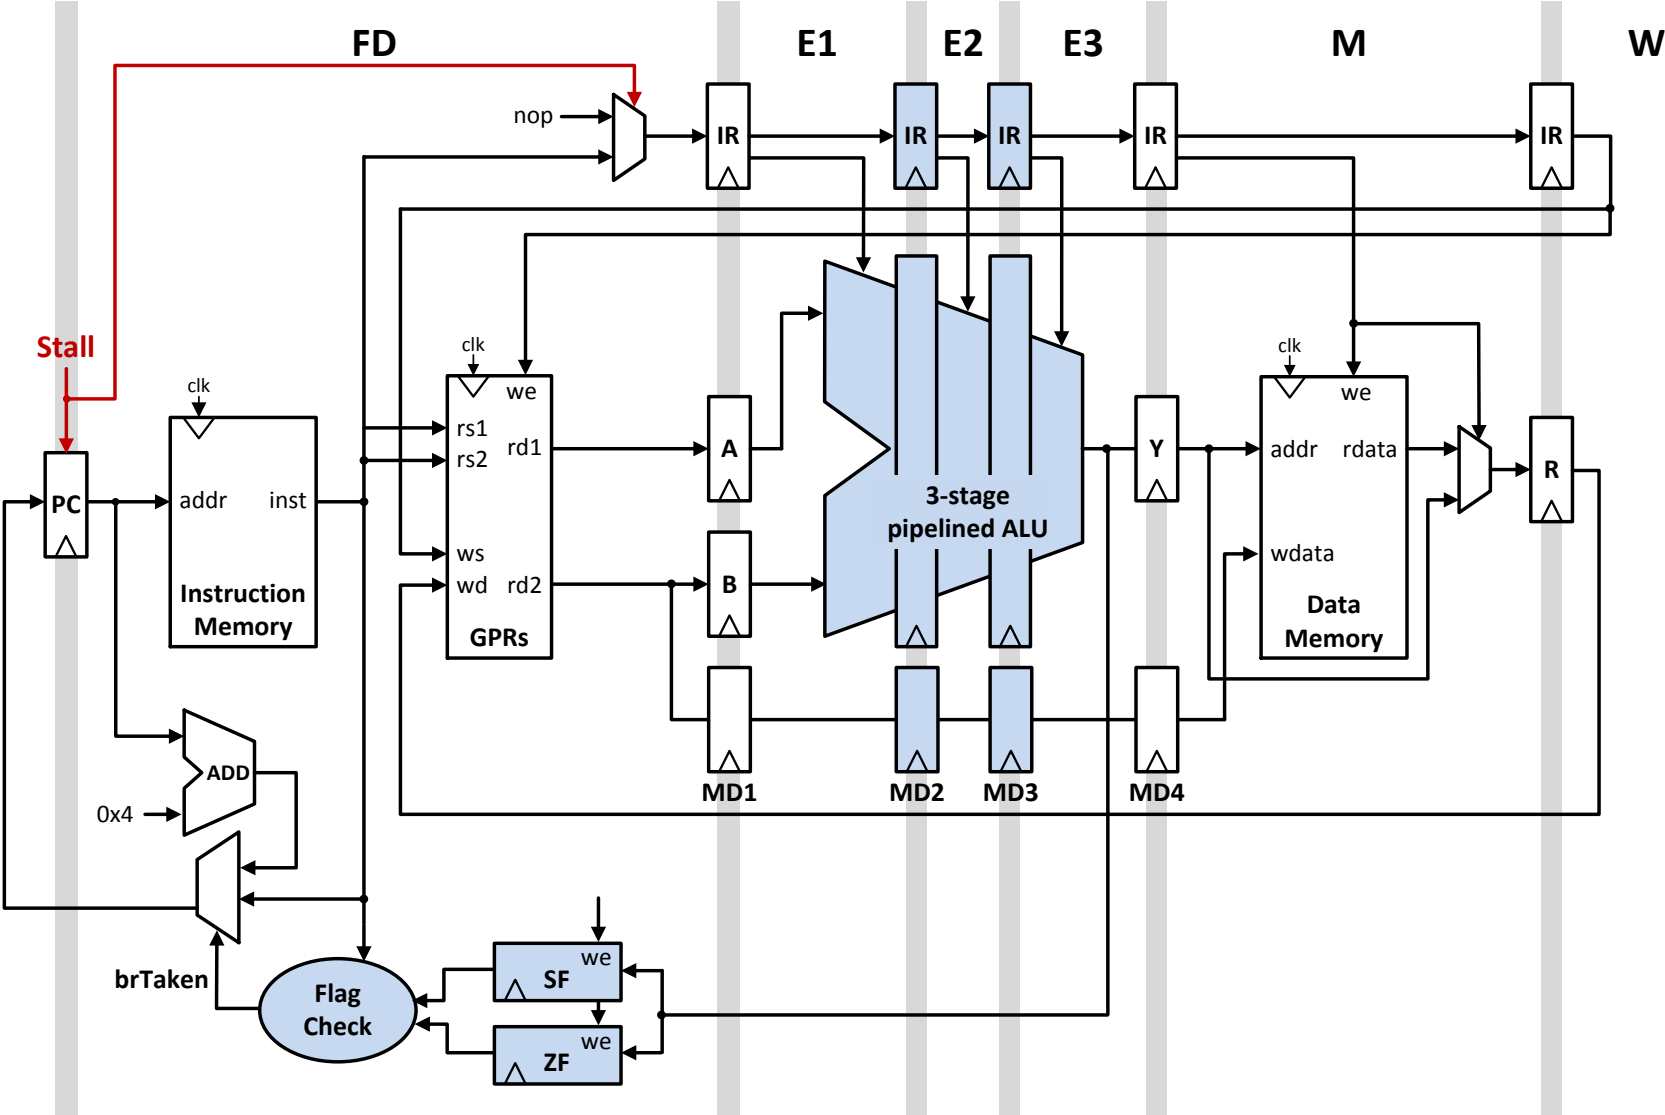 FD
E1
E2
E3
M
W
nop
IR
IR
IR
IR
IR
Stall
clk
clk
clk
we
we
rs1
rs2
rd1
A
Y
addr
rdata
R
PC
addr
inst
3-stage
pipelined ALU
ws
wd
rd2
B
wdata
Instruction
Memory
GPRs
Data
Memory
ADD
0x4
MD1
MD2
MD3
MD4
brTaken
Flag
Check
we
SF
we
ZF